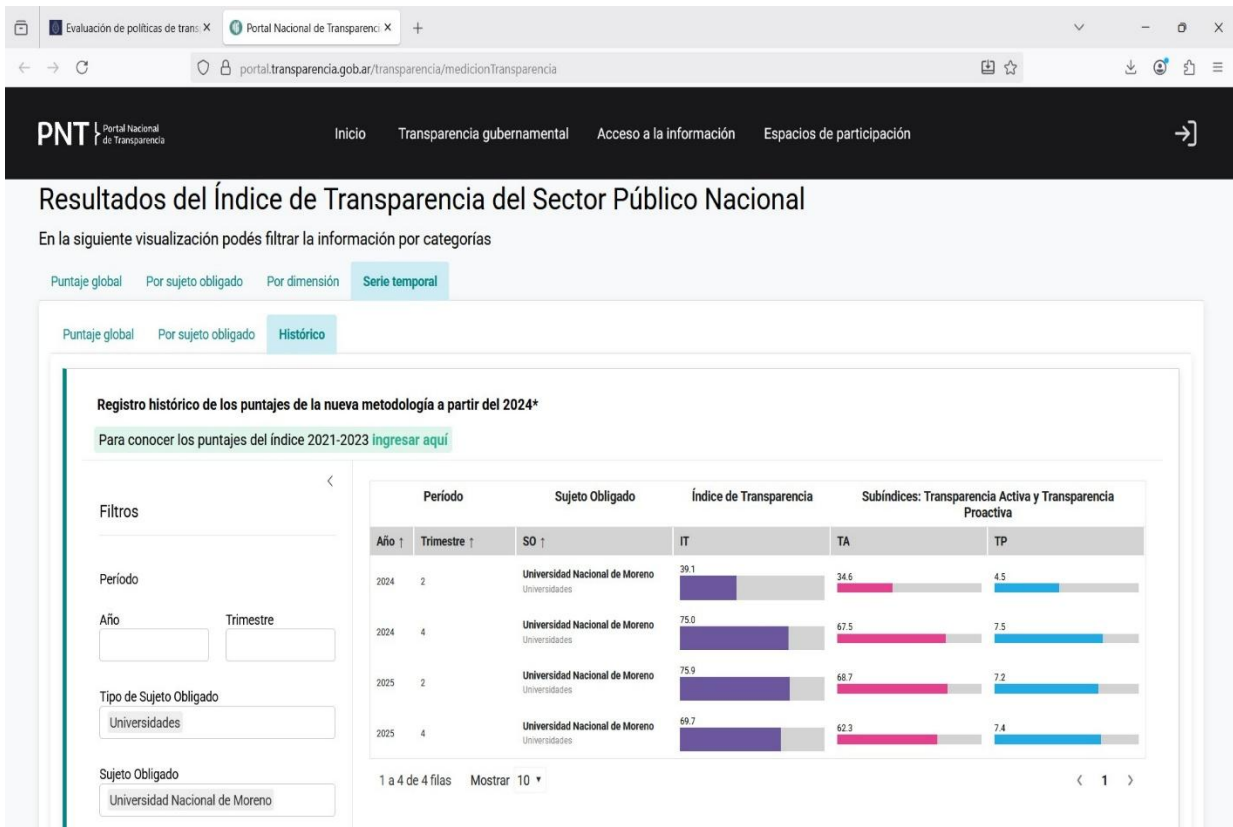 Evaluación de políticas de trans
Portal Nacional de Transparenci
portal.transparencia.gob.ar/transparencia/medicionTransparencia
PNT Portal Nacional de Transparencia
Inicio Transparencia gubernamental Acceso a la información Espacios de participación
Resultados del Índice de Transparencia del Sector Público Nacional
En la siguiente visualización podés filtrar la información por categorías
Puntaje global Por sujeto obligado Por dimensión Serie temporal
Puntaje global Por sujeto obligado Histórico
Registro histórico de los puntajes de la nueva metodología a partir del 2024*
Para conocer los puntajes del índice 2021-2023 ingresar aquí
Filtros
Período
Año Trimestre
Tipo de Sujeto Obligado
Universidades
Sujeto Obligado
Universidad Nacional de Moreno
Período Sujeto Obligado Índice de Transparencia Subíndices: Transparencia Activa y Transparencia
Proactiva
Año ↑ Trimestre ↑ SO ↑ IT TA TP
2024 2 Universidad Nacional de Moreno 39.1 34.6 4.5
Universidades
2024 4 Universidad Nacional de Moreno 75.0 67.5 7.5
Universidades
2025 2 Universidad Nacional de Moreno 75.9 68.7 7.2
Universidades
2025 4 Universidad Nacional de Moreno 69.7 62.3 7.4
Universidades
1 a 4 de 4 filas Mostrar 10 1